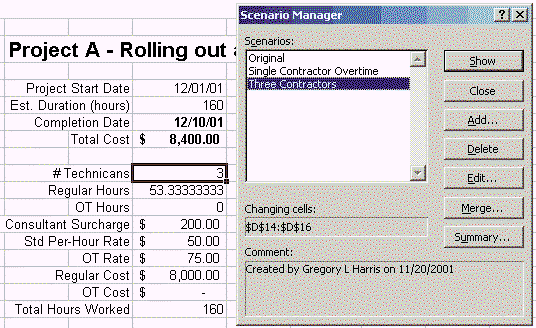 Scenario Manager
Project A - Rolling out a
Scenarios:
Original
Single Contractor Overtime
Three Contractors
Show
Close
Add...
Delete
Edit...
Merge...
Summary...
Changing cells:
$D$14:$D$16
Comment:
Created by Gregory L Harris on 11/20/2001
Project Start Date 12/01/01
Est. Duration (hours) 160
Completion Date 12/10/01
Total Cost $ 8,400.00
# Technicans 3
Regular Hours 53.33333333
OT Hours 0
Consultant Surcharge $ 200.00
Std Per-Hour Rate $ 50.00
OT Rate $ 75.00
Regular Cost $ 8,000.00
OT Cost $ -
Total Hours Worked 160